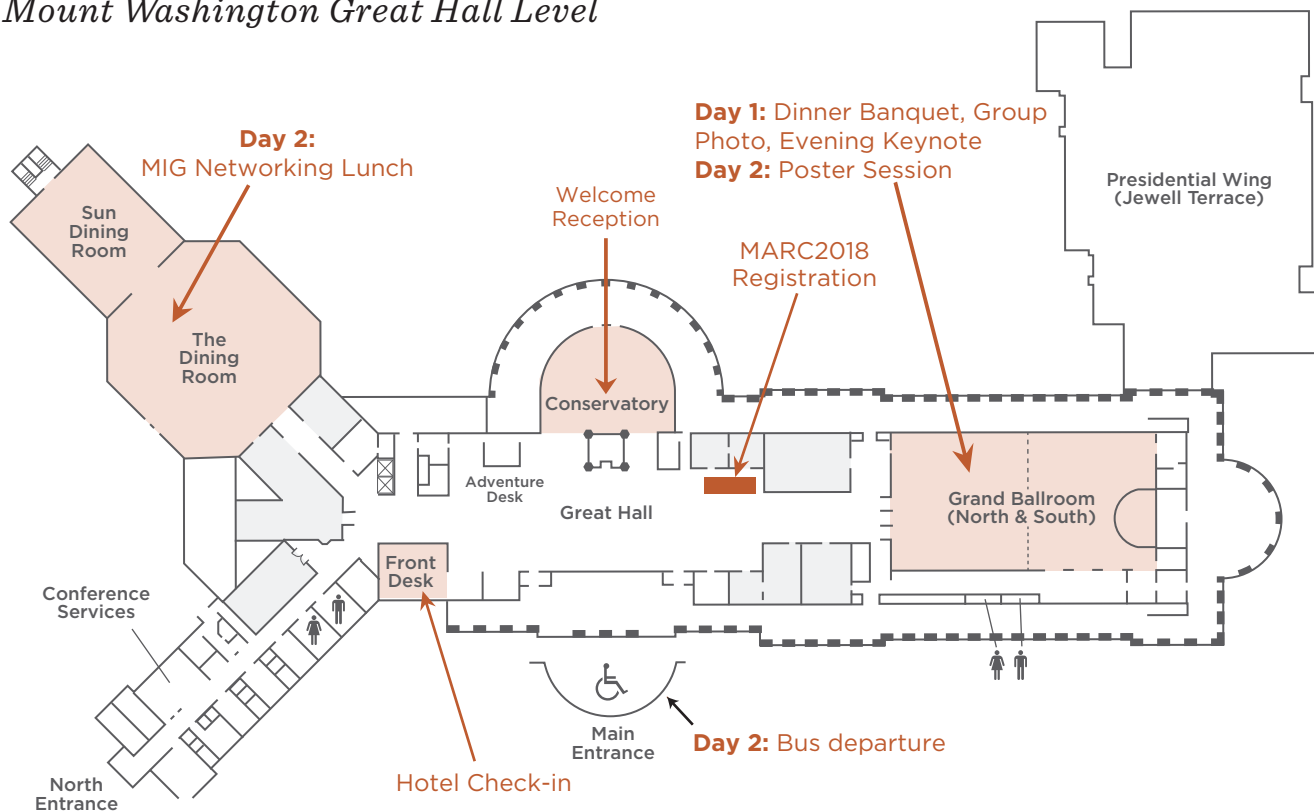 Mount Washington Great Hall Level
Day 1: Dinner Banquet, Group
Photo, Evening Keynote
Day 2: Poster Session
Day 2:
MIG Networking Lunch
Presidential Wing
(Jewell Terrace)
Welcome
Reception
Sun
Dining
Room
MARC2018
Registration
The
Dining
Room
Conservatory
Adventure
Desk
Great Hall
Grand Ballroom
(North & South)
Front
Desk
Conference
Services
Main
Entrance
Day 2: Bus departure
Hotel Check-in
North
Entrance